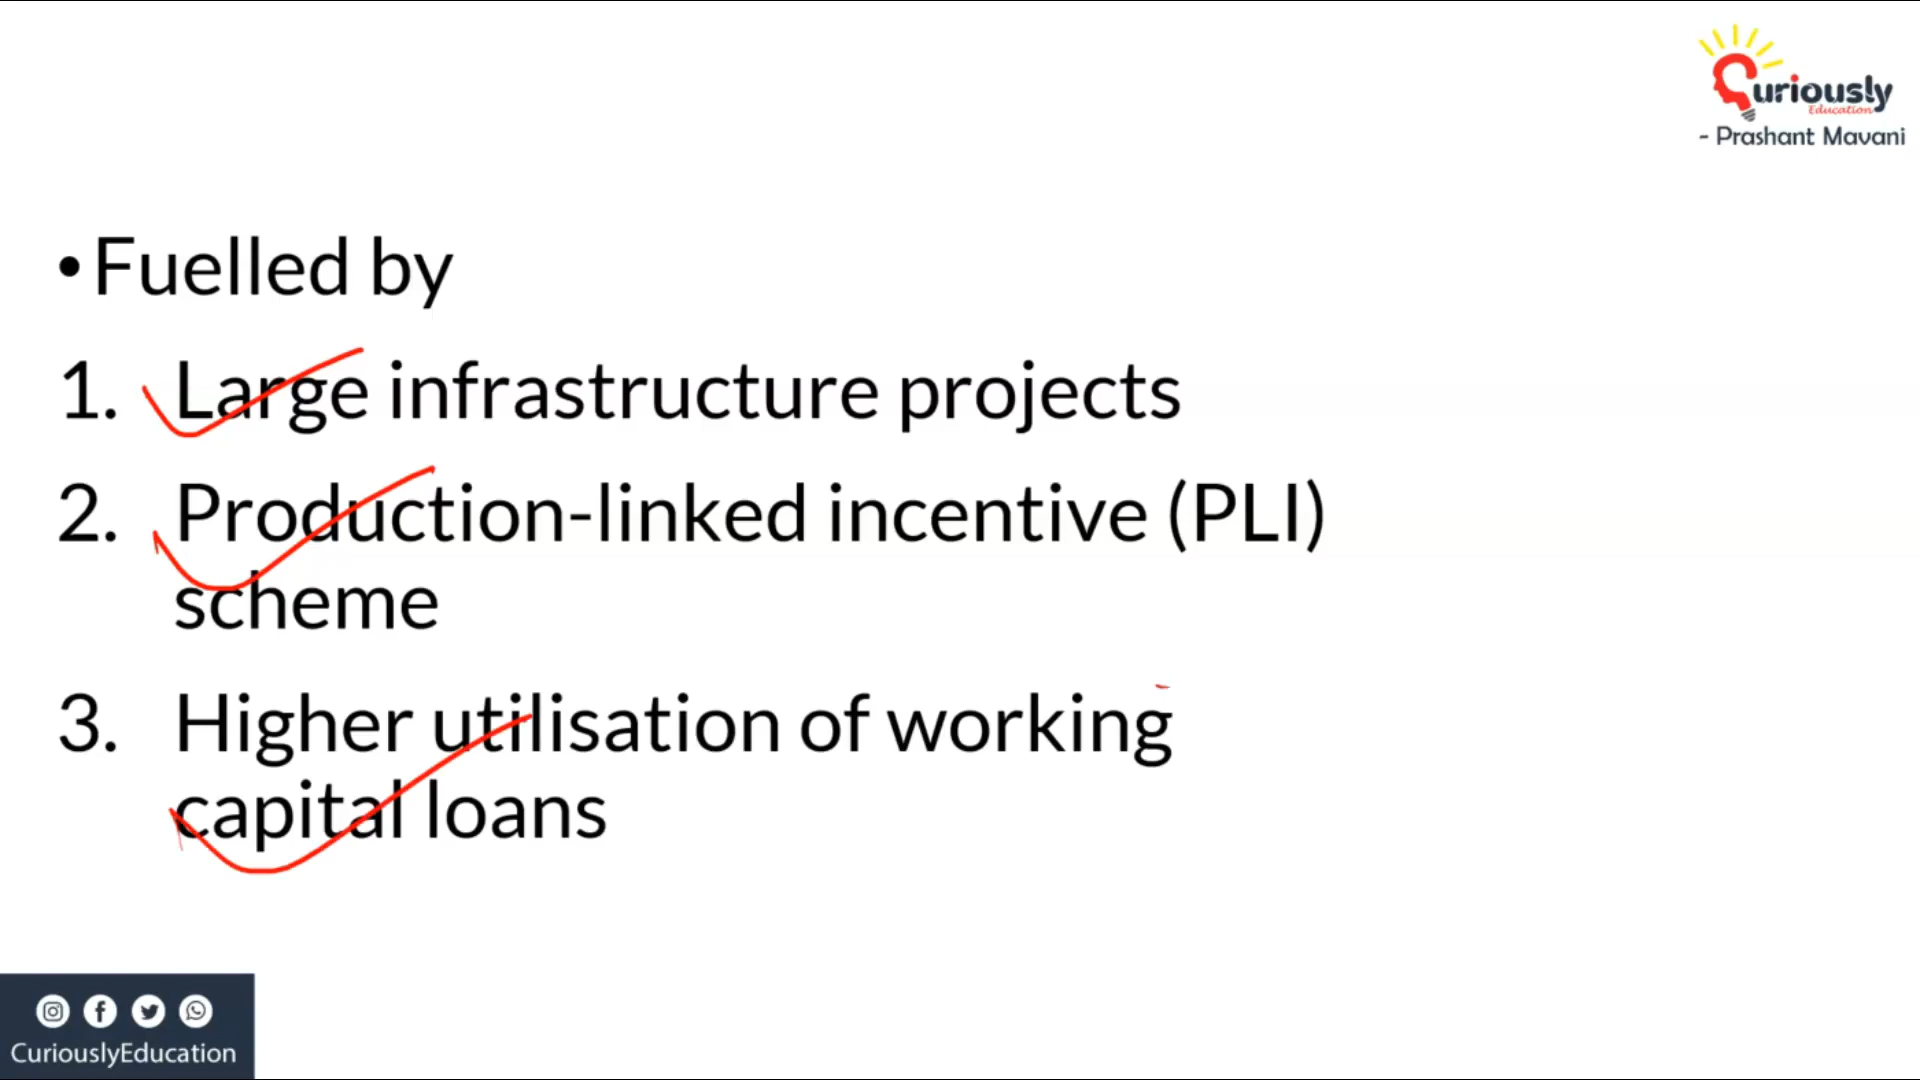 Curiously
Education
- Prashant Mavani
•Fuelled by
1. Large infrastructure projects
2. Production-linked incentive (PLI)
scheme
3. Higher utilisation of working
capital loans
CuriouslyEducation